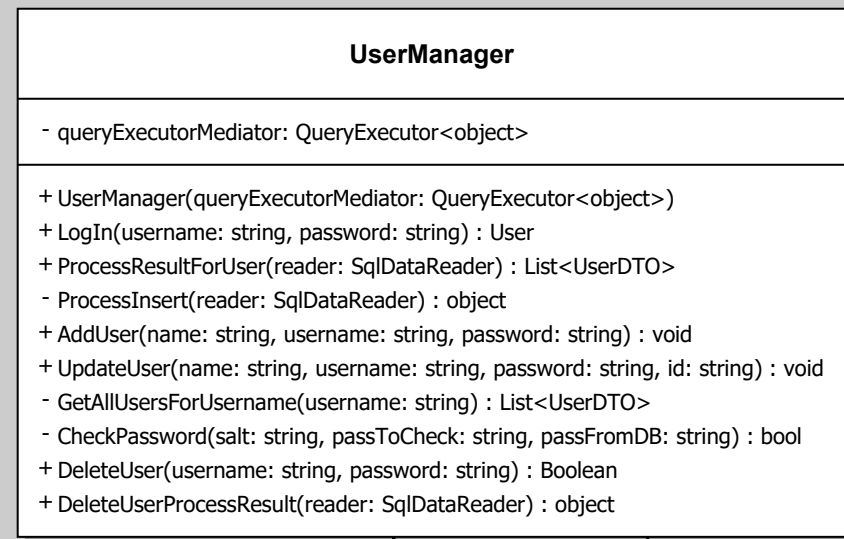 UserManager
- queryExecutorMediator: QueryExecutor<object>
+ UserManager(queryExecutorMediator: QueryExecutor<object>)
+ LogIn(username: string, password: string) : User
+ ProcessResultForUser(reader: SqlDataReader) : List<UserDTO>
- ProcessInsert(reader: SqlDataReader) : object
+ AddUser(name: string, username: string, password: string) : void
+ UpdateUser(name: string, username: string, password: string, id: string) : void
- GetAllUsersForUsername(username: string) : List<UserDTO>
- CheckPassword(salt: string, passToCheck: string, passFromDB: string) : bool
+ DeleteUser(username: string, password: string) : Boolean
+ DeleteUserProcessResult(reader: SqlDataReader) : object